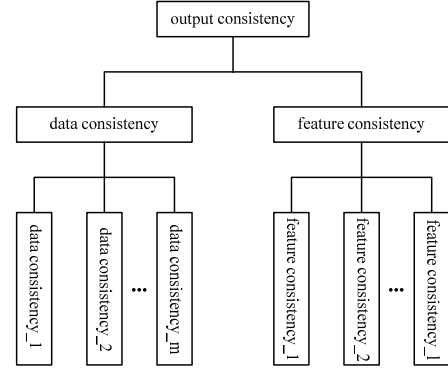 output consistency
data consistency
feature consistency
data consistency_1
data consistency_2
...
data consistency_m
feature consistency_1
feature consistency_2
...
feature consistency_l